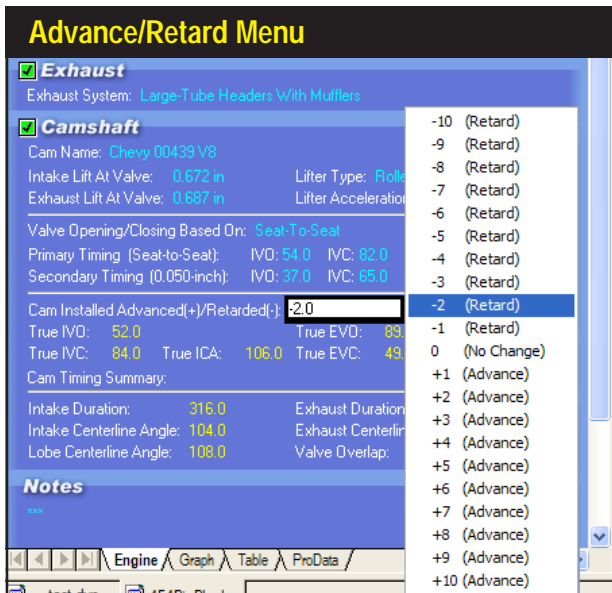 Advance/Retard Menu
Exhaust
Exhaust System: Large-Tube Headers With Mufflers
Camshaft
Cam Name: Chevy 00439 V8
Intake Lift At Valve: 0.672 in Lifter Type:
Exhaust Lift At Valve: 0.687 in Lifter Acceleration
Valve Opening/Closing Based On: Seat-To-Seat
Primary Timing (Seat-to-Seat): IVO: 54.0 IVC: 82.0
Secondary Timing (0.050-inch): IVO: 37.0 IVC: 65.0
Cam Installed Advanced(+)/Retarded(-): -2.0
True IVO: 52.0 True EVO: 89.
True IVC: 84.0 True ICA: 106.0 True EVC: 49.
Cam Timing Summary:
Intake Duration: 316.0 Exhaust Duration
Intake Centerline Angle: 104.0 Exhaust
Lobe Centerline Angle: 108.0 Valve Overlap:
Notes
xxx
Engine Graph Table ProData
-10 (Retard)
-9 (Retard)
-8 (Retard)
-7 (Retard)
-6 (Retard)
-5 (Retard)
-4 (Retard)
-3 (Retard)
-2 (Retard)
-1 (Retard)
0 (No Change)
+1 (Advance)
+2 (Advance)
+3 (Advance)
+4 (Advance)
+5 (Advance)
+6 (Advance)
+7 (Advance)
+8 (Advance)
+9 (Advance)
+10 (Advance)